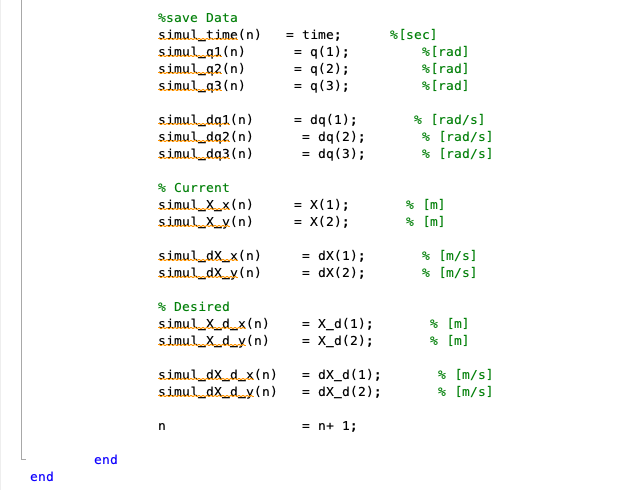 %save Data
simul_time(n)   = time;      %[sec]
simul_q1(n)      = q(1);         %[rad]
simul_q2(n)      = q(2);         %[rad]
simul_q3(n)      = q(3);         %[rad]
simul_dq1(n)     = dq(1);       % [rad/s]
simul_dq2(n)      = dq(2);       % [rad/s]
simul_dq3(n)      = dq(3);       % [rad/s]
% Current
simul_X_x(n)     = X(1);       % [m]
simul_X_y(n)     = X(2);       % [m]
simul_dX_x(n)     = dX(1);       % [m/s]
simul_dX_y(n)     = dX(2);       % [m/s]
% Desired
simul_X_d_x(n)    = X_d(1);       % [m]
simul_X_d_y(n)    = X_d(2);       % [m]
simul_dX_d_x(n)   = dX_d(1);       % [m/s]
simul_dX_d_y(n)   = dX_d(2);       % [m/s]
n                 = n+ 1;
end
end